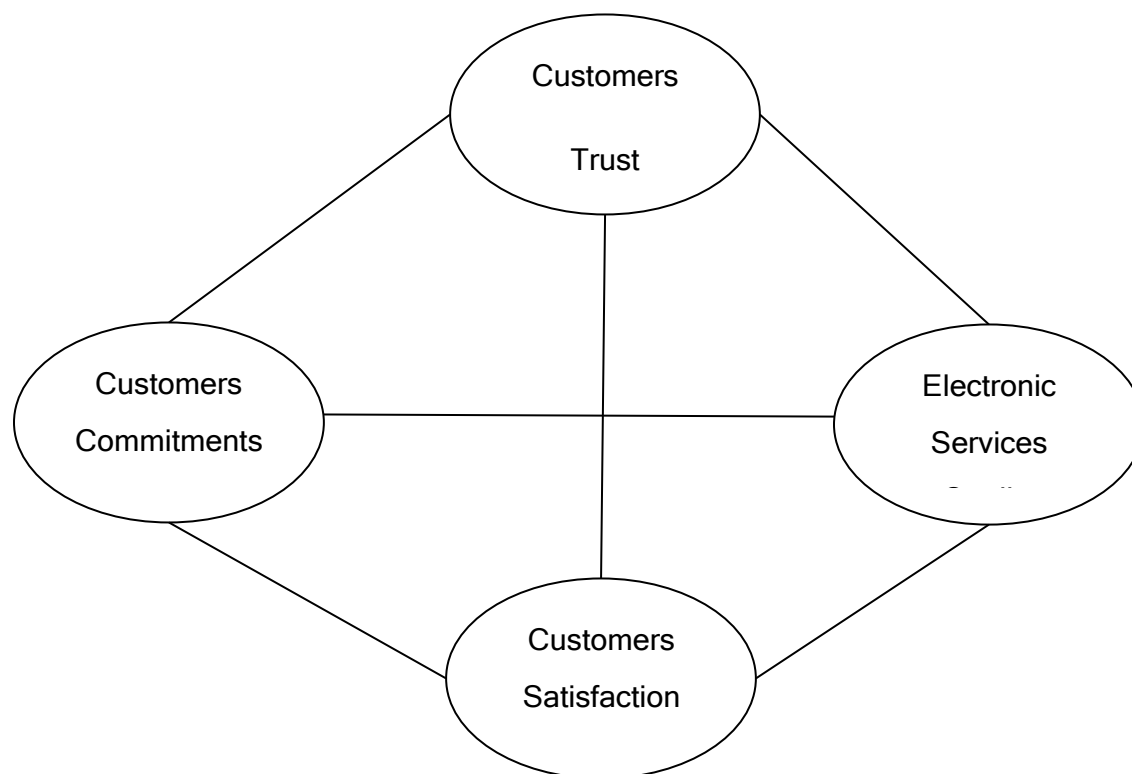 Customers
Trust
Customers
Commitments
Electronic
Services
Customers
Satisfaction